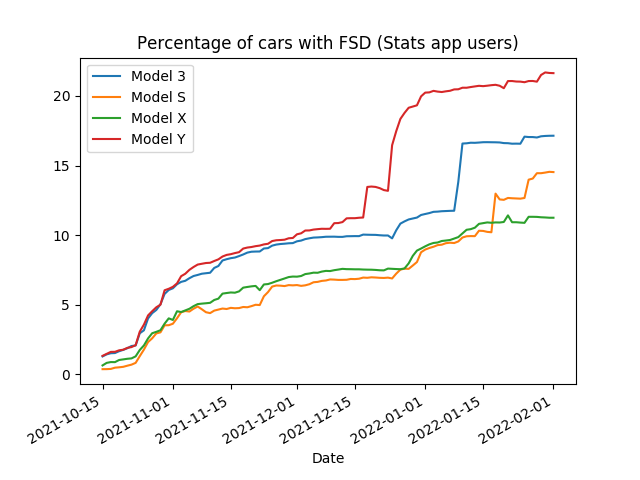 Percentage of cars with FSD (Stats app users)
Model 3
Model S
Model X
Model Y
20
15
10
5
0
2021-10-15
2021-11-01
2021-11-15
2021-12-01
2021-12-15
2022-01-01
2022-01-15
2022-02-01
Date